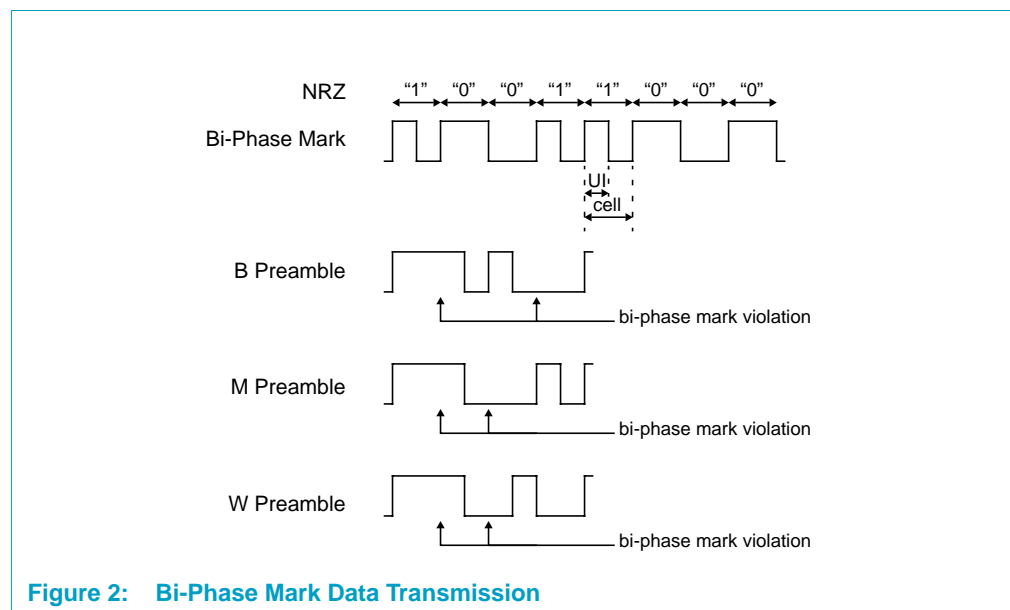 NRZ “1” “0” “0” “1” “1” “0” “0” “0”
Bi-Phase Mark
UI
cell
B Preamble
bi-phase mark violation
M Preamble
bi-phase mark violation
W Preamble
bi-phase mark violation
Figure 2: Bi-Phase Mark Data Transmission